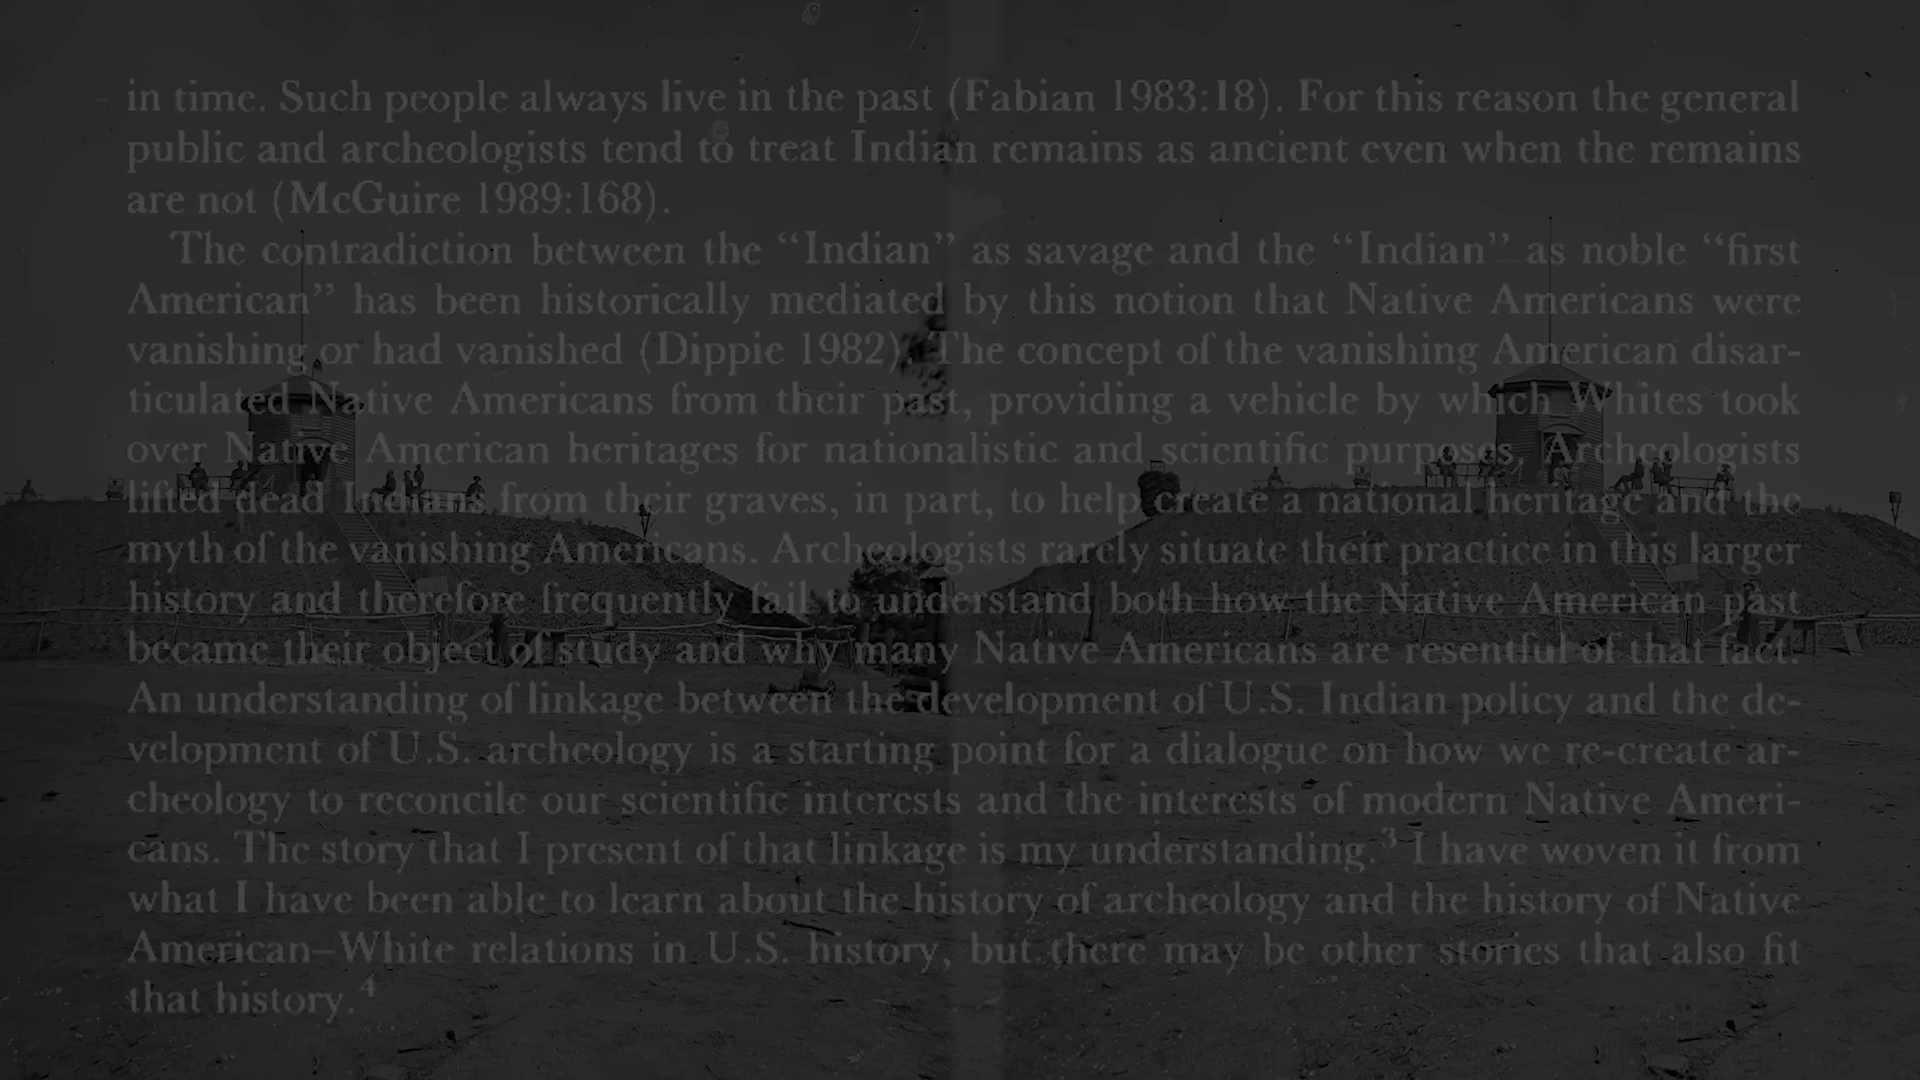 in time. Such people always live in the past (Fabian 1983:18). For this reason the general
public and archeologists tend to treat Indian remains as ancient even when the remains
are not (McGuire 1989:168).
The contradiction between the “Indian” as savage and the “Indian” as noble “first
American” has been historically mediated by this notion that Native Americans were
vanishing or had vanished (Dippie 1982). The concept of the vanishing American disar-
ticulated Native Americans from their past, providing a vehicle by which Whites took
over Native American heritages for nationalistic and scientific purposes. Archeologists
lifted dead Indians from their graves, in part, to help create a national heritage and the
myth of the vanishing Americans. Archeologists rarely situate their practice in this larger
history and therefore frequently fail to understand both how the Native American past
became their object of study and why many Native Americans are resentful of that fact.
An understanding of linkage between the development of U.S. Indian policy and the de-
velopment of U.S. archeology is a starting point for a dialogue on how we re-create ar-
cheology to reconcile our scientific interests and the interests of modern Native Ameri-
cans. The story that I present of that linkage is my understanding.³ I have woven it from
what I have been able to learn about the history of archeology and the history of Native
American–White relations in U.S. history, but there may be other stories that also fit
that history.⁴